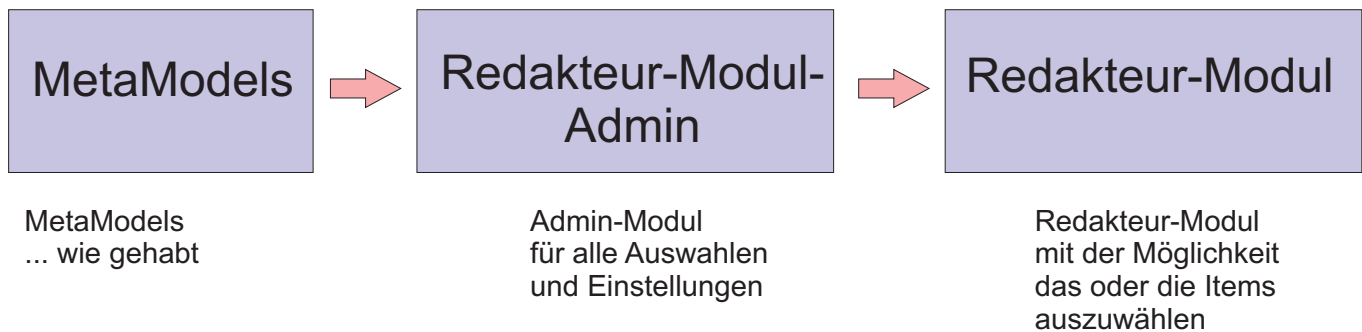 MetaModels
Redakteur-Modul-
Admin
Redakteur-Modul
MetaModels
... wie gehabt
Admin-Modul
für alle Auswahlen
und Einstellungen
Redakteur-Modul
mit der Möglichkeit
das oder die Items
auszuwählen